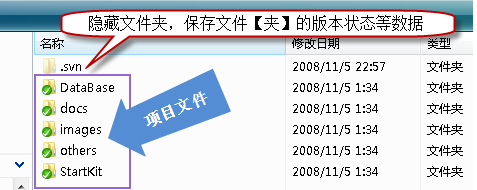 隐藏文件夹，保存文件【夹】的版本状态等数据
名称 修改日期 类型
.svn 2008/11/5 22:57 文件夹
DataBase 2008/11/5 1:34 文件夹
docs 2008/11/5 1:34 文件夹
images 2008/11/5 1:34 文件夹
others 2008/11/5 1:34 文件夹
StartKit 2008/11/5 1:34 文件夹
项目文件